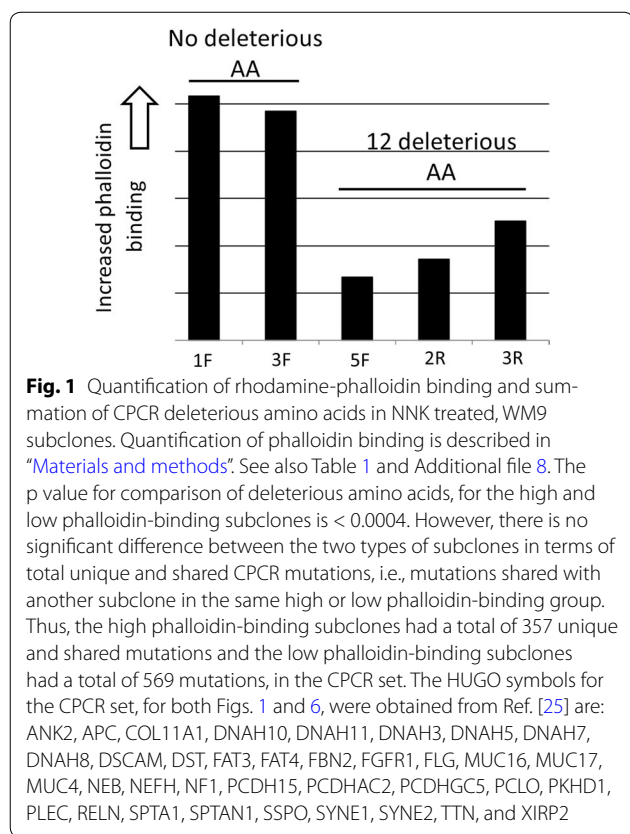 No deleterious
AA
Increased phalloidin
binding
12 deleterious
AA
1F 3F 5F 2R 3R
Fig. 1 Quantification of rhodamine-phalloidin binding and sum-
mation of CPCR deleterious amino acids in NNK treated, WM9
subclones. Quantification of phalloidin binding is described in
“Materials and methods”. See also Table 1 and Additional file 8. The
p value for comparison of deleterious amino acids, for the high and
low phalloidin-binding subclones is < 0.0004. However, there is no
significant difference between the two types of subclones in terms of
total unique and shared CPCR mutations, i.e., mutations shared with
another subclone in the same high or low phalloidin-binding group.
Thus, the high phalloidin-binding subclones had a total of 357 unique
and shared mutations and the low phalloidin-binding subclones
had a total of 569 mutations, in the CPCR set. The HUGO symbols for
the CPCR set, for both Figs. 1 and 6, were obtained from Ref. [25] are:
ANK2, APC, COL11A1, DNAH10, DNAH11, DNAH3, DNAH5, DNAH7,
DNAH8, DSCAM, DST, FAT3, FAT4, FBN2, FGFR1, FLG, MUC16, MUC17,
MUC4, NEB, NEFH, NF1, PCDH15, PCDHAC2, PCDHGC5, PCLO, PKHD1,
PLEC, RELN, SPTA1, SPTAN1, SSPO, SYNE1, SYNE2, TTN, and XIRP2